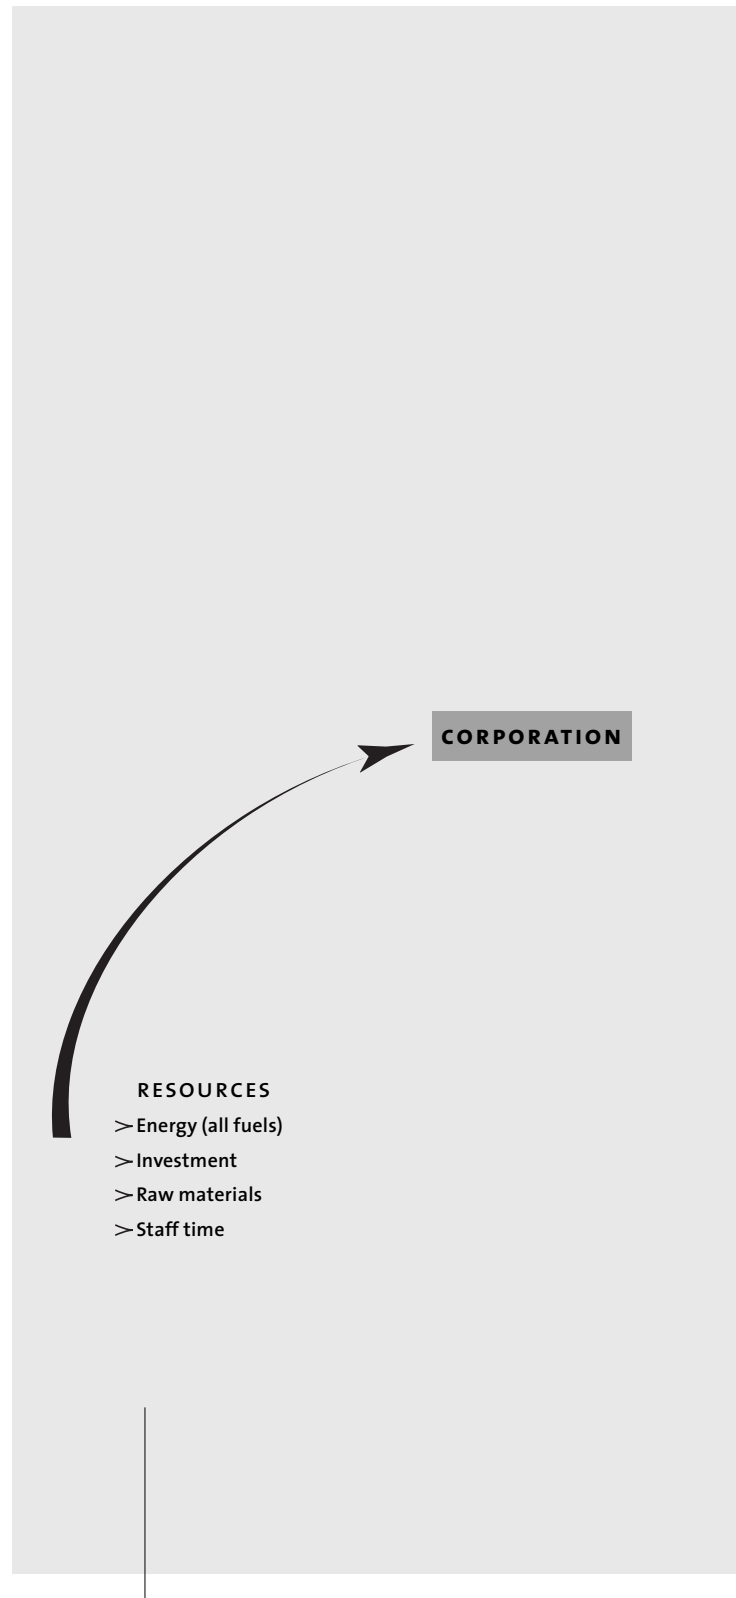 CORPORATION
RESOURCES
Energy (all fuels)
Investment
Raw materials
Staff time